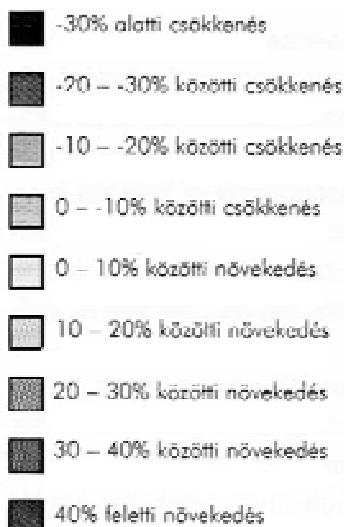 -30% alatti csökkenés
-20 – -30% közötti csökkenés
-10 – -20% közötti csökkenés
0 – -10% közötti csökkenés
0 – 10% közötti növekedés
10 – 20% közötti növekedés
20 – 30% közötti növekedés
30 – 40% közötti növekedés
40% feletti növekedés